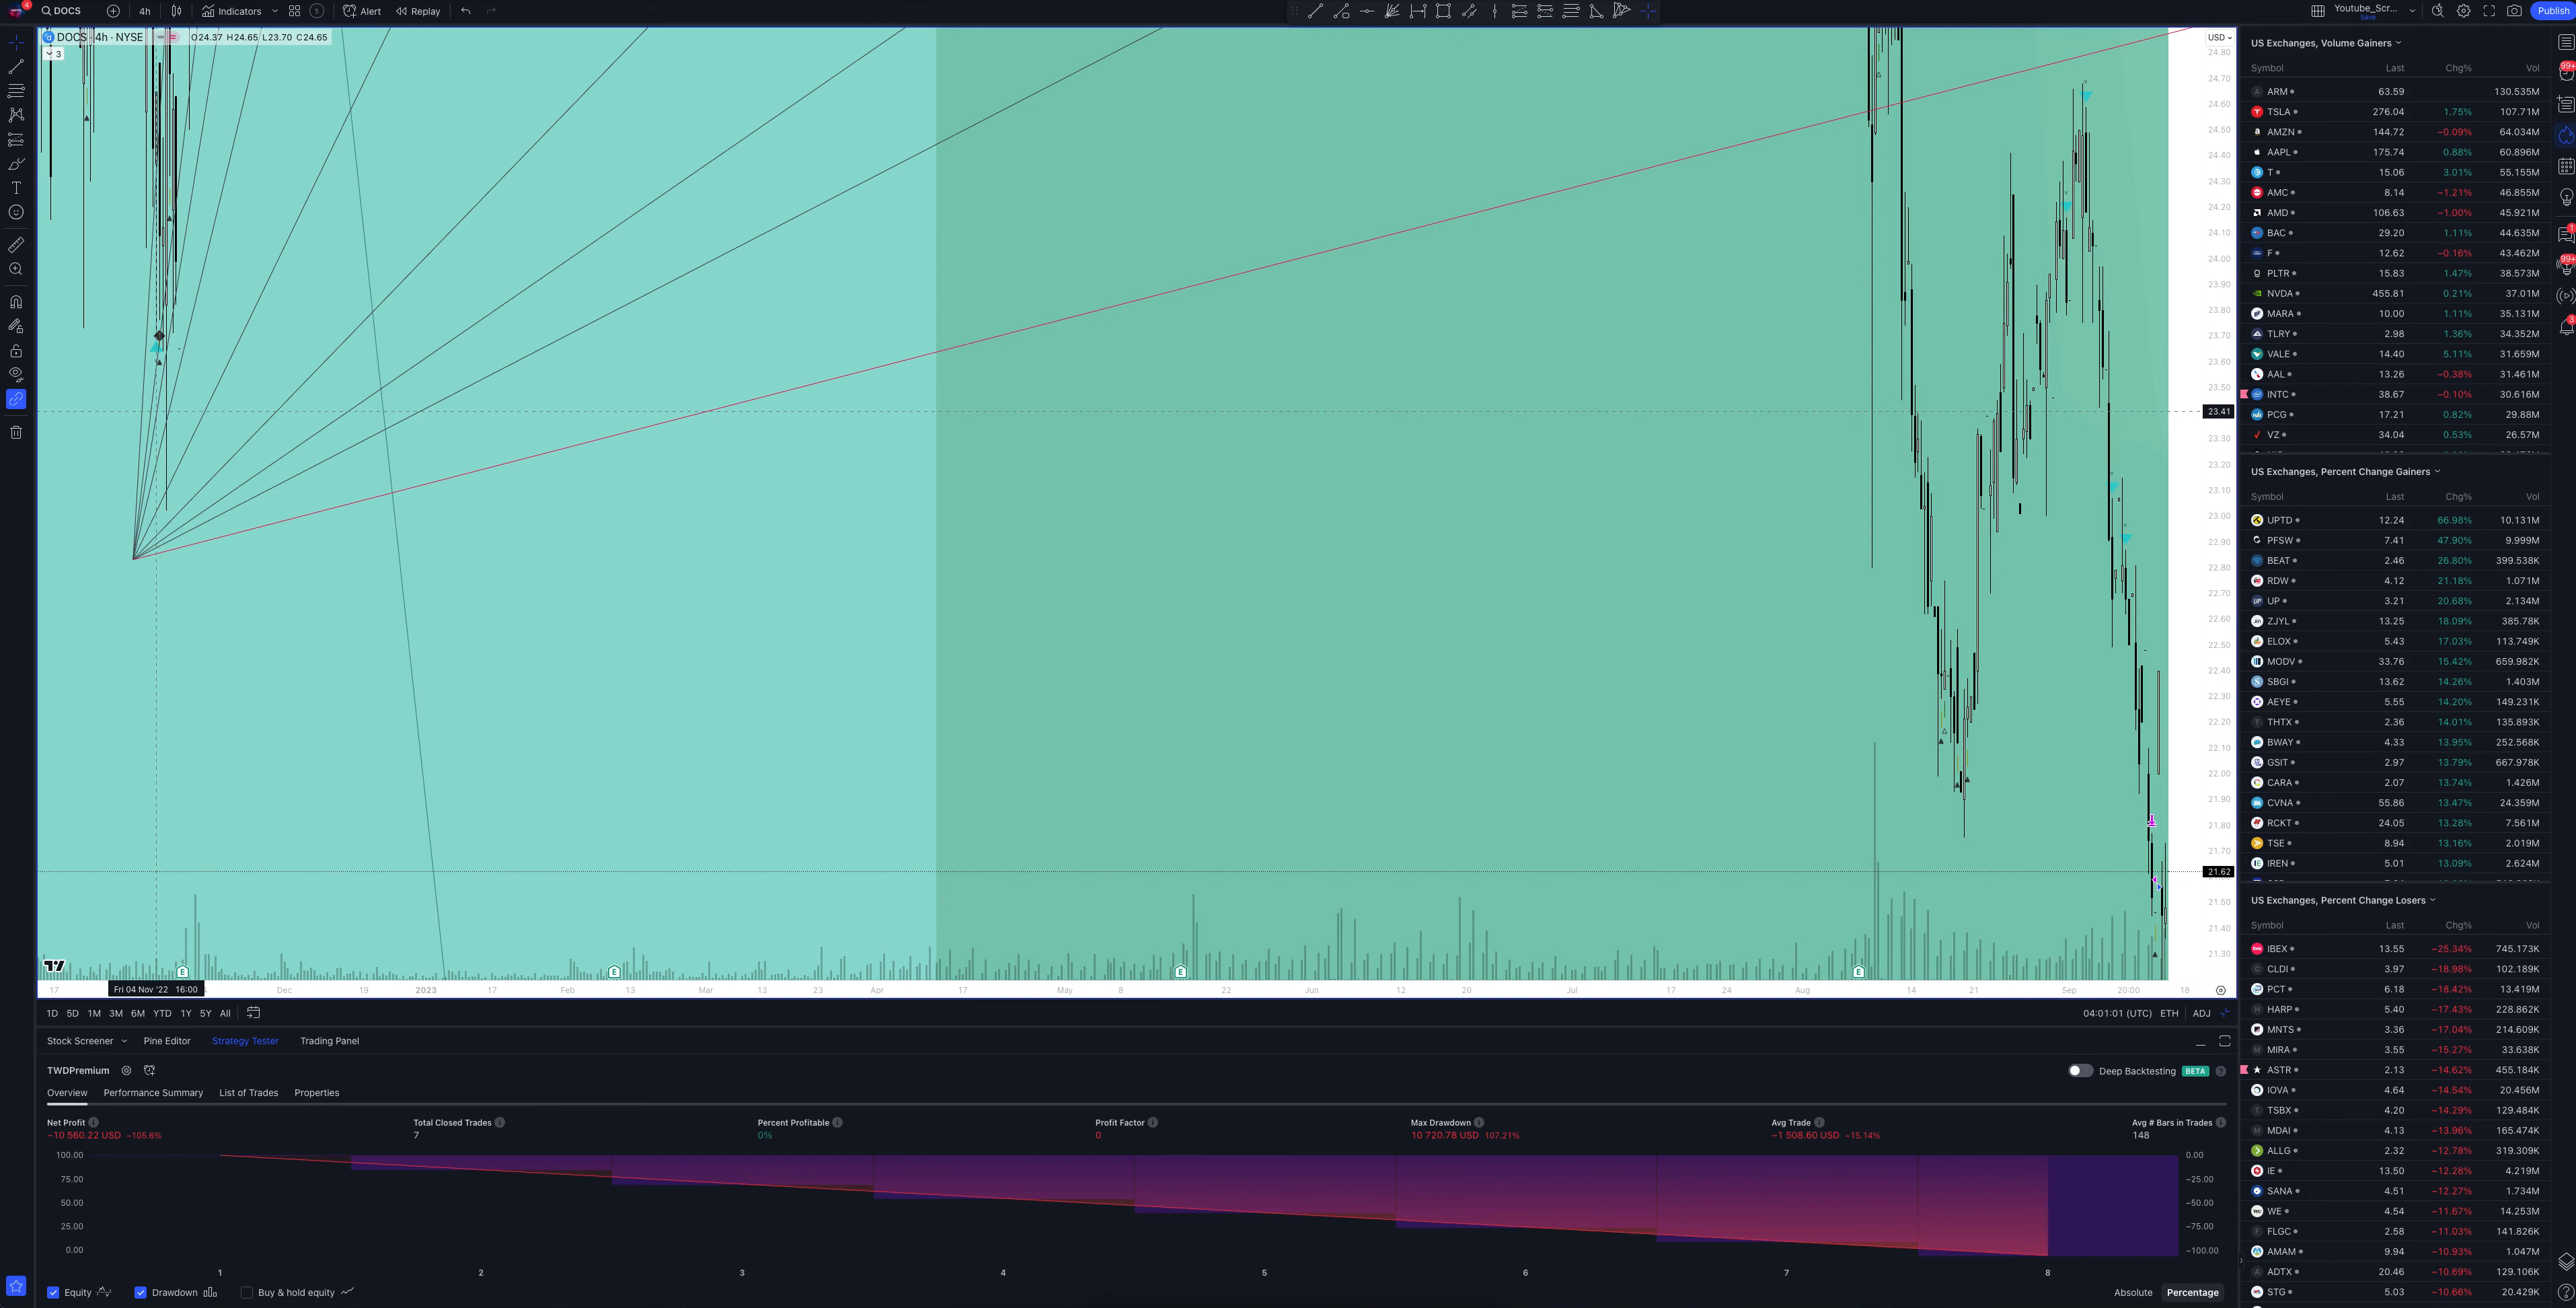 4
DOCS
4h
Indicators
Alert
Replay
Youtube_Scr...
Save
Publish
DOCS · 4h · NYSE O24.37 H24.65 L23.70 C24.65
3
USD
24.80
24.70
24.60
24.50
24.40
24.30
24.20
24.10
24.00
23.90
23.80
23.70
23.60
23.50
23.41
23.30
23.20
23.10
23.00
22.90
22.80
22.70
22.60
22.50
22.40
22.30
22.20
22.10
22.00
21.90
21.80
21.70
21.62
21.50
21.40
21.30
E E E E
17 Fri 04 Nov '22 16:00 Dec 19 2023 17 Feb 13 Mar 13 23 Apr 17 May 8 22 Jun 12 20 Jul 17 24 Aug 14 21 Sep 20:00 18
1D 5D 1M 3M 6M YTD 1Y 5Y All
04:01:01 (UTC) ETH ADJ
Stock Screener Pine Editor Strategy Tester Trading Panel
TWDPremium
Deep Backtesting BETA
Overview Performance Summary List of Trades Properties
Net Profit Total Closed Trades Percent Profitable Profit Factor Max Drawdown Avg Trade Avg # Bars in Trades
−10 560.22 USD −105.6% 7 0% 0 10 720.78 USD 107.21% −1 508.60 USD −15.14% 148
100.00 0.00
75.00 −25.00
50.00 −50.00
25.00 −75.00
0.00 −100.00
1 2 3 4 5 6 7 8
Equity Drawdown Buy & hold equity
Absolute Percentage
US Exchanges, Volume Gainers
Symbol Last Chg% Vol
ARM 63.59 130.535M
TSLA 276.04 1.75% 107.71M
AMZN 144.72 −0.09% 64.034M
AAPL 175.74 0.88% 60.896M
T 15.06 3.01% 55.155M
AMC 8.14 −1.21% 46.855M
AMD 106.63 −1.00% 45.921M
BAC 29.20 1.11% 44.635M
F 12.62 −0.16% 43.462M
PLTR 15.83 1.47% 38.573M
NVDA 455.81 0.21% 37.01M
MARA 10.00 1.11% 35.131M
TLRY 2.98 1.36% 34.352M
VALE 14.40 5.11% 31.659M
AAL 13.26 −0.38% 31.461M
INTC 38.67 −0.10% 30.616M
PCG 17.21 0.82% 29.88M
VZ 34.04 0.53% 26.57M
US Exchanges, Percent Change Gainers
Symbol Last Chg% Vol
UPTD 12.24 66.98% 10.131M
PFSW 7.41 47.90% 9.999M
BEAT 2.46 26.80% 399.538K
RDW 4.12 21.18% 1.071M
UP 3.21 20.68% 2.134M
ZJYL 13.25 18.09% 385.78K
ELOX 5.43 17.03% 113.749K
MODV 33.76 15.42% 659.982K
SBGI 13.62 14.26% 1.403M
AEYE 5.55 14.20% 149.231K
THTX 2.36 14.01% 135.893K
BWAY 4.33 13.95% 252.568K
GSIT 2.97 13.79% 667.978K
CARA 2.07 13.74% 1.426M
CVNA 55.86 13.47% 24.359M
RCKT 24.05 13.28% 7.561M
TSE 8.94 13.16% 2.019M
IREN 5.01 13.09% 2.624M
US Exchanges, Percent Change Losers
Symbol Last Chg% Vol
IBEX 13.55 −25.34% 745.173K
CLDI 3.97 −18.98% 102.189K
PCT 6.18 −18.42% 13.419M
HARP 5.40 −17.43% 228.862K
MNTS 3.36 −17.04% 214.609K
MIRA 3.55 −15.27% 33.638K
ASTR 2.13 −14.62% 455.184K
IOVA 4.64 −14.54% 20.456M
TSBX 4.20 −14.29% 129.484K
MDAI 4.13 −13.96% 165.474K
ALLG 2.32 −12.78% 319.309K
IE 13.50 −12.28% 4.219M
SANA 4.51 −12.27% 1.734M
WE 4.54 −11.67% 14.253M
FLGC 2.58 −11.03% 141.826K
AMAM 9.94 −10.93% 1.047M
ADTX 20.46 −10.69% 129.106K
STG 5.03 −10.66% 20.429K
99+
1
99+
3